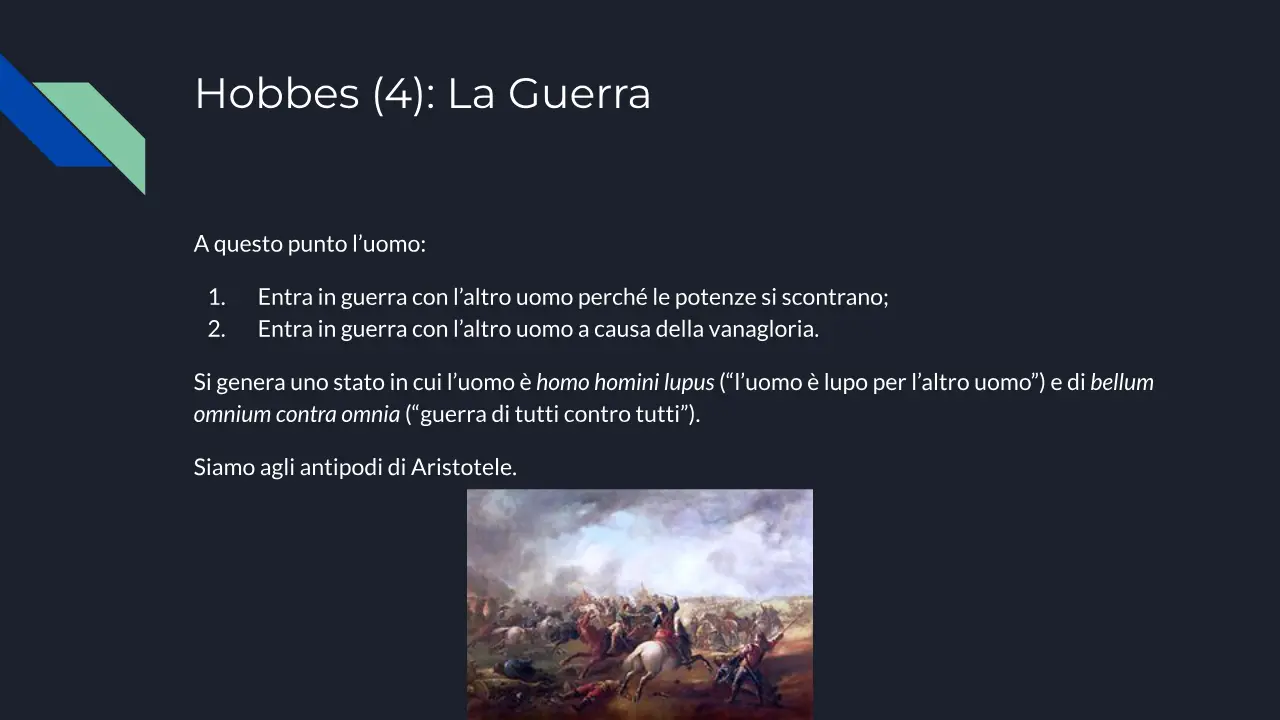 Hobbes (4): La Guerra
A questo punto l’uomo:
1. Entra in guerra con l’altro uomo perché le potenze si scontrano;
2. Entra in guerra con l’altro uomo a causa della vanagloria.
Si genera uno stato in cui l’uomo è homo homini lupus (“l’uomo è lupo per l’altro uomo”) e di bellum
omnium contra omnia (“guerra di tutti contro tutti”).
Siamo agli antipodi di Aristotele.